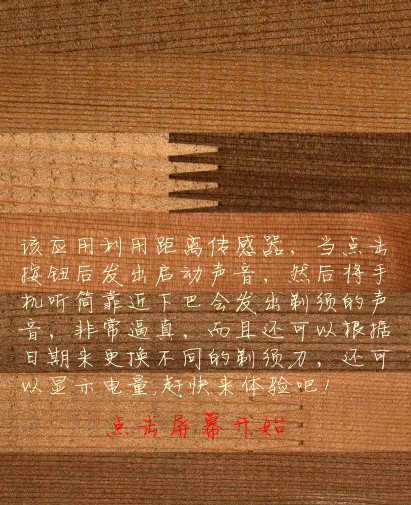 该应用利用距离传感器，当点击
按钮后发出启动声音，然后将手
机听筒靠近下巴会发出剃须的声
音，非常逼真，而且还可以根据
日期来更换不同的剃须刀，还可
以显示电量,赶快来体验吧!
点击屏幕开始